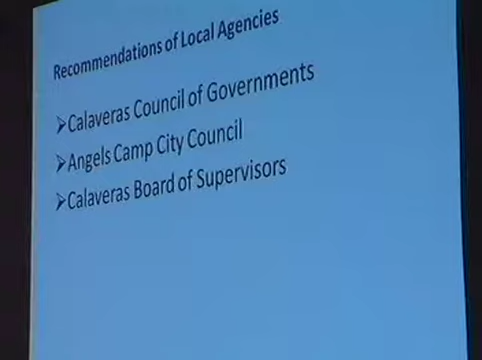 Recommendations of Local Agencies
➢Calaveras Council of Governments
➢Angels Camp City Council
➢Calaveras Board of Supervisors